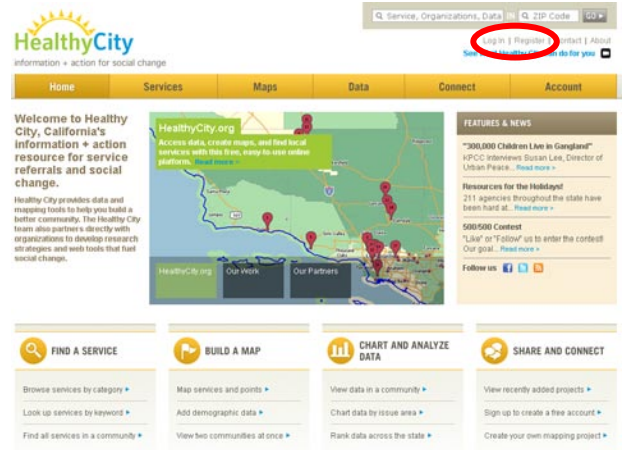 Service, Organizations, Data IN ZIP Code GO
HealthyCity
information + action for social change
Log in | Register | Contact | About
See what Healthy City can do for you
Home Services Maps Data Connect Account
Welcome to Healthy
City, California's
information + action
resource for service
referrals and social
change.
Healthy City provides data and
mapping tools to help you build a
better community. The Healthy City
team also partners directly with
organizations to develop research
strategies and web tools that fuel
social change.
HealthyCity.org
Access data, create maps, and find local
services with this free, easy-to-use online
platform. Read more »
HealthyCity.org Our Work Our Partners
FEATURES & NEWS
"300,000 Children Live in Gangland"
KPCC interviews Susan Lee, Director of
Urban Peace... Read more »
Resources for the Holidays!
211 agencies throughout the state have
been hard at... Read more »
500/500 Contest
"Like" or "Follow" us to enter the contest!
Our goal... Read more »
Follow us
FIND A SERVICE
Browse services by category
Look up services by keyword
Find all services in a community
BUILD A MAP
Map services and points
Add demographic data
View two communities at once
CHART AND ANALYZE
DATA
View data in a community
Chart data by issue area
Rank data across the state
SHARE AND CONNECT
View recently added projects
Sign up to create a free account
Create your own mapping project